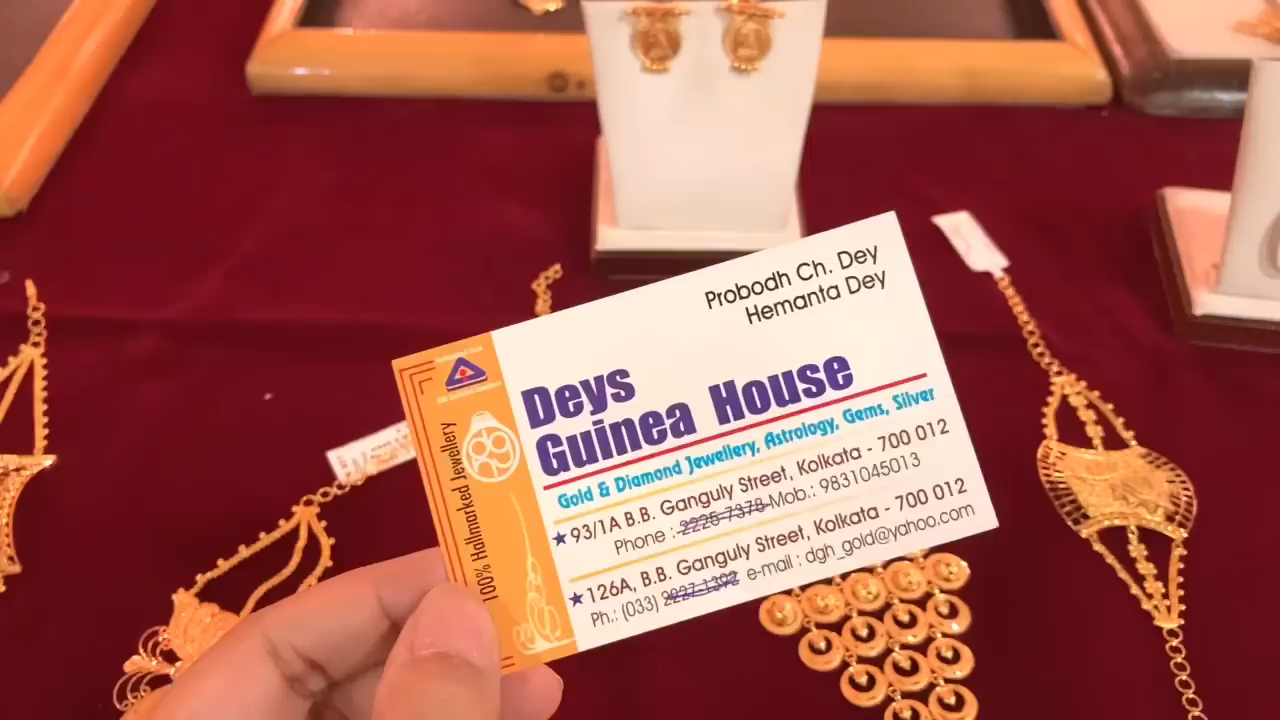 Probodh Ch. Dey
Hemanta Dey
Deys
Guinea House
Gold & Diamond Jewellery, Astrology, Gems, Silver
★93/1A B.B. Ganguly Street, Kolkata - 700 012
Phone : 2225-7378 Mob.: 9831045013
★126A, B.B. Ganguly Street, Kolkata - 700 012
Ph.: (033) 2227-1392 e-mail : dgh_gold@yahoo.com
100% Hallmarked Jewellery